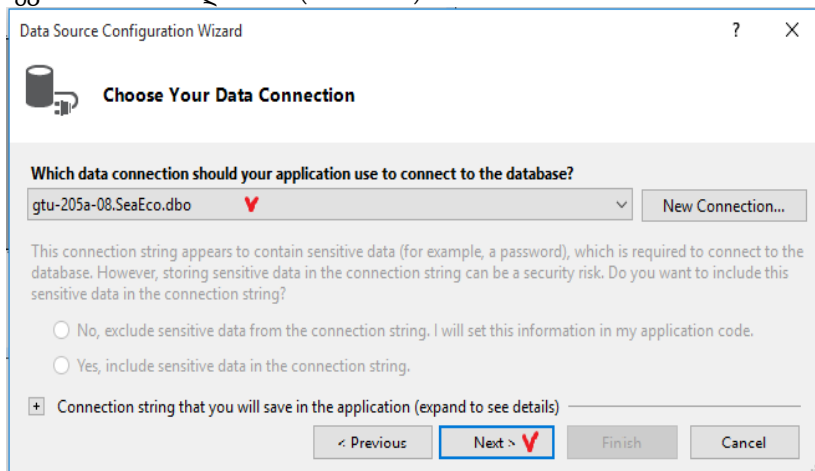 Data Source Configuration Wizard ? X
Choose Your Data Connection
Which data connection should your application use to connect to the database?
gtu-205a-08.SeaEco.dbo
New Connection...
This connection string appears to contain sensitive data (for example, a password), which is required to connect to the
database. However, storing sensitive data in the connection string can be a security risk. Do you want to include this
sensitive data in the connection string?
No, exclude sensitive data from the connection string. I will set this information in my application code.
Yes, include sensitive data in the connection string.
+ Connection string that you will save in the application (expand to see details)
< Previous
Next >
Finish
Cancel